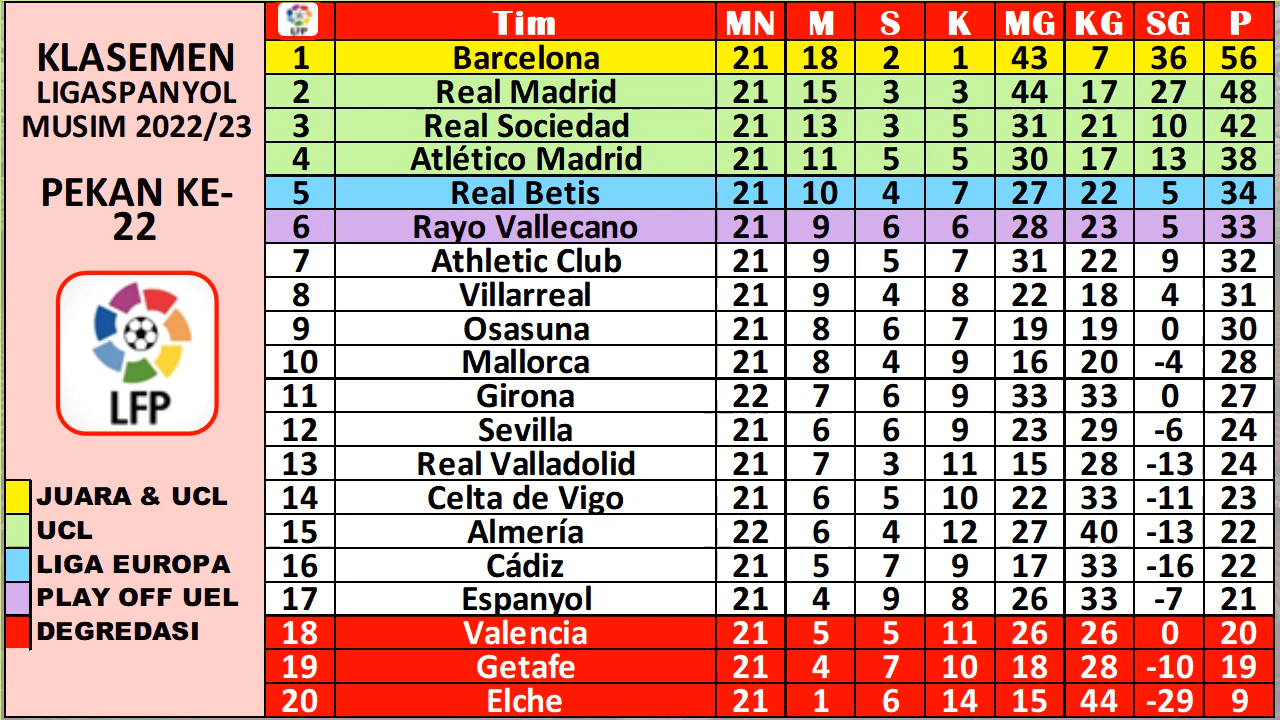 KLASEMEN
LIGASPANYOL
MUSIM 2022/23
PEKAN KE-
22
LFP
JUARA & UCL
UCL
LIGA EUROPA
PLAY OFF UEL
DEGREDASI
LFP Tim MN M S K MG KG SG P
1 Barcelona 21 18 2 1 43 7 36 56
2 Real Madrid 21 15 3 3 44 17 27 48
3 Real Sociedad 21 13 3 5 31 21 10 42
4 Atlético Madrid 21 11 5 5 30 17 13 38
5 Real Betis 21 10 4 7 27 22 5 34
6 Rayo Vallecano 21 9 6 6 28 23 5 33
7 Athletic Club 21 9 5 7 31 22 9 32
8 Villarreal 21 9 4 8 22 18 4 31
9 Osasuna 21 8 6 7 19 19 0 30
10 Mallorca 21 8 4 9 16 20 -4 28
11 Girona 22 7 6 9 33 33 0 27
12 Sevilla 21 6 6 9 23 29 -6 24
13 Real Valladolid 21 7 3 11 15 28 -13 24
14 Celta de Vigo 21 6 5 10 22 33 -11 23
15 Almería 22 6 4 12 27 40 -13 22
16 Cádiz 21 5 7 9 17 33 -16 22
17 Espanyol 21 4 9 8 26 33 -7 21
18 Valencia 21 5 5 11 26 26 0 20
19 Getafe 21 4 7 10 18 28 -10 19
20 Elche 21 1 6 14 15 44 -29 9